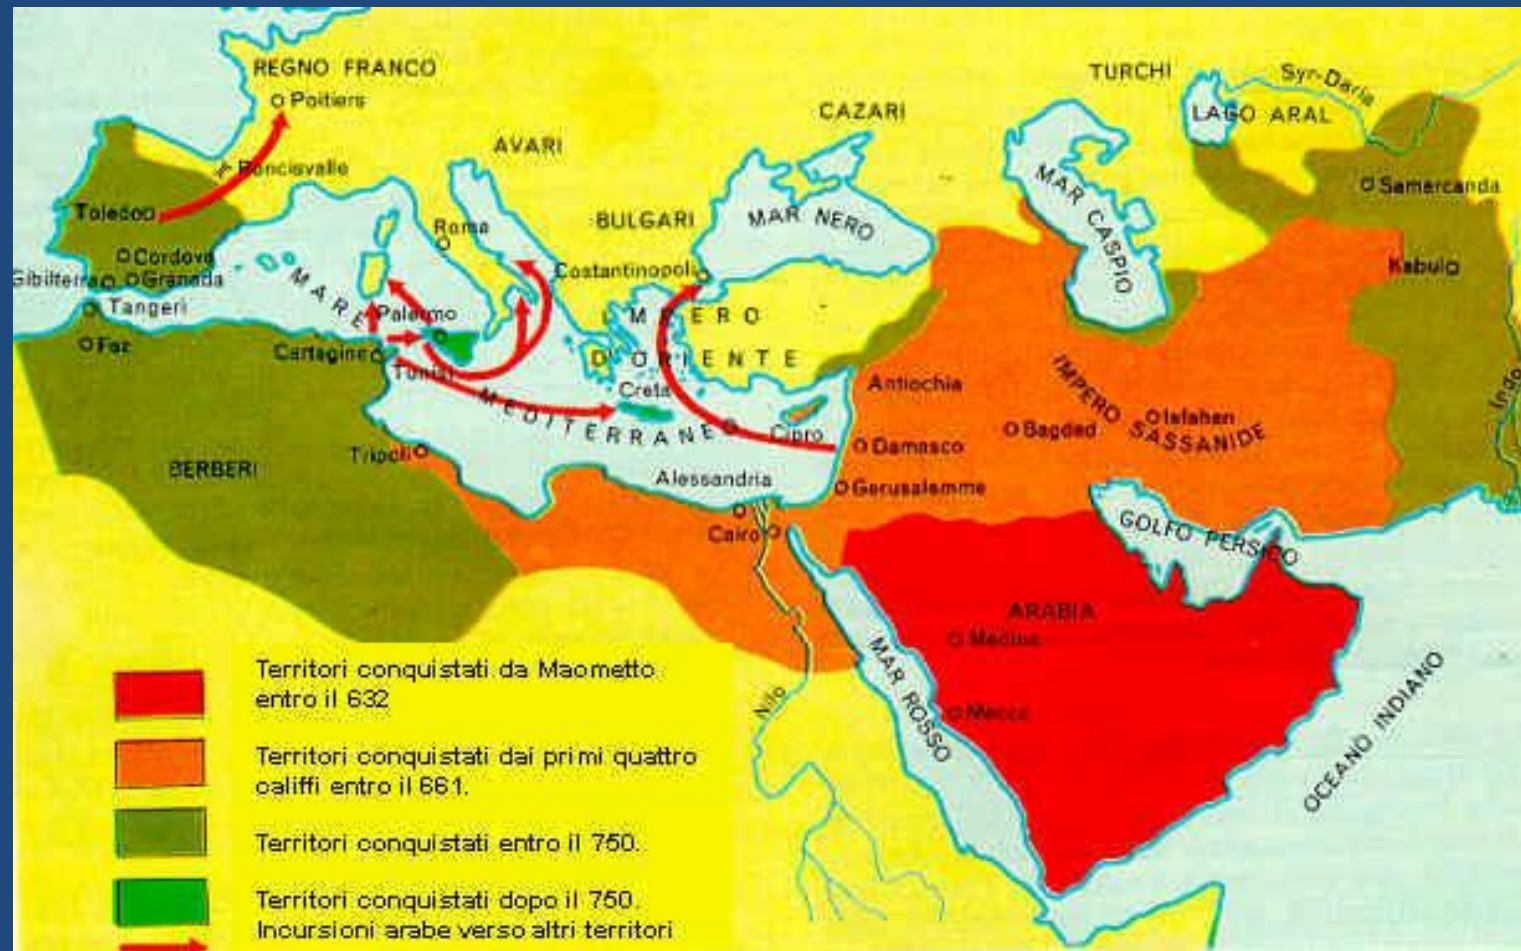 REGNO FRANCO
Poitiers
Roncisvalle
AVARI
CAZARI
TURCHI
Syr-Daria
LAGO ARAL
Samarcanda
Kabul
Indo
MAR CASPIO
MAR NERO
BULGARI
Costantinopoli
Roma
Toledo
Cordova
Gibilterra
Granada
Tangeri
Fez
MARE MEDITERRANEO
Palermo
Cartagine
Tunisi
IMPERO
D'ORIENTE
Creta
Cipro
Antiochia
Damasco
Bagdad
Isfahan
IMPERO SASSANIDE
Tripoli
BERBERI
Alessandria
Gerusalemme
Cairo
GOLFO PERSICO
ARABIA
Medina
Mecca
MAR ROSSO
Nilo
OCEANO INDIANO
Territori conquistati da Maometto
entro il 632
Territori conquistati dai primi quattro
califfi entro il 661.
Territori conquistati entro il 750.
Territori conquistati dopo il 750.
Incursioni arabe verso altri territori